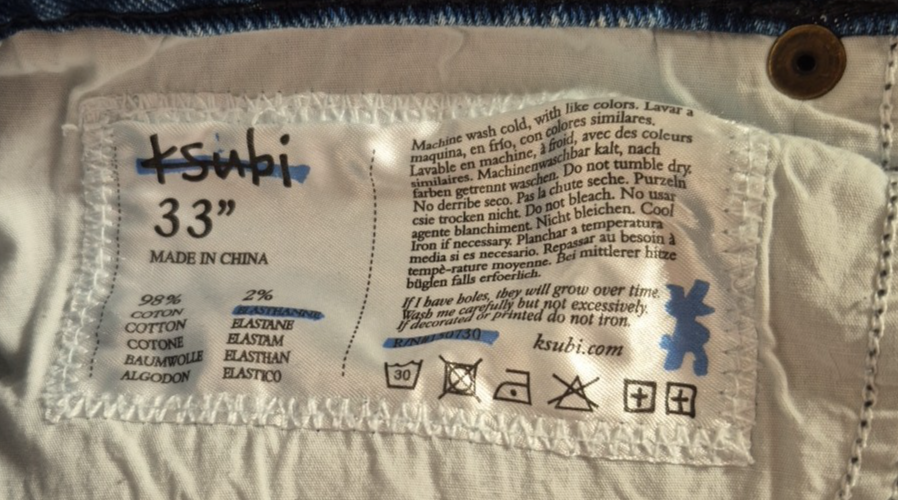 ksubi
33”
MADE IN CHINA
98%
COTON
COTTON
COTONE
BAUMWOLLE
ALGODON
2%
ELASTHANNE
ELASTANE
ELASTAM
ELASTHAN
ELASTICO
Machine wash cold, with like colors. Lavar a
maquina, en frío, con colores similares.
Lavable en machine, à froid, avec des coleurs
similaires. Machinenwaschbar kalt, nach
farben getrennt waschen. Do not tumble dry.
No derribe seco. Pas la chute seche. Purzeln
csie trocken nicht. Do not bleach. No usar
agente blanchiment. Nicht bleichen. Cool
Iron if necessary. Planchar a temperatura
media si es necesario. Repassar au besoin à
tempè-rature moyenne. Bei mittlerer hitze
büglen falls erfoerlich.
If I have holes, they will grow over time.
Wash me carefully but not excessively.
If decorated or printed do not iron.
ksubi.com
30